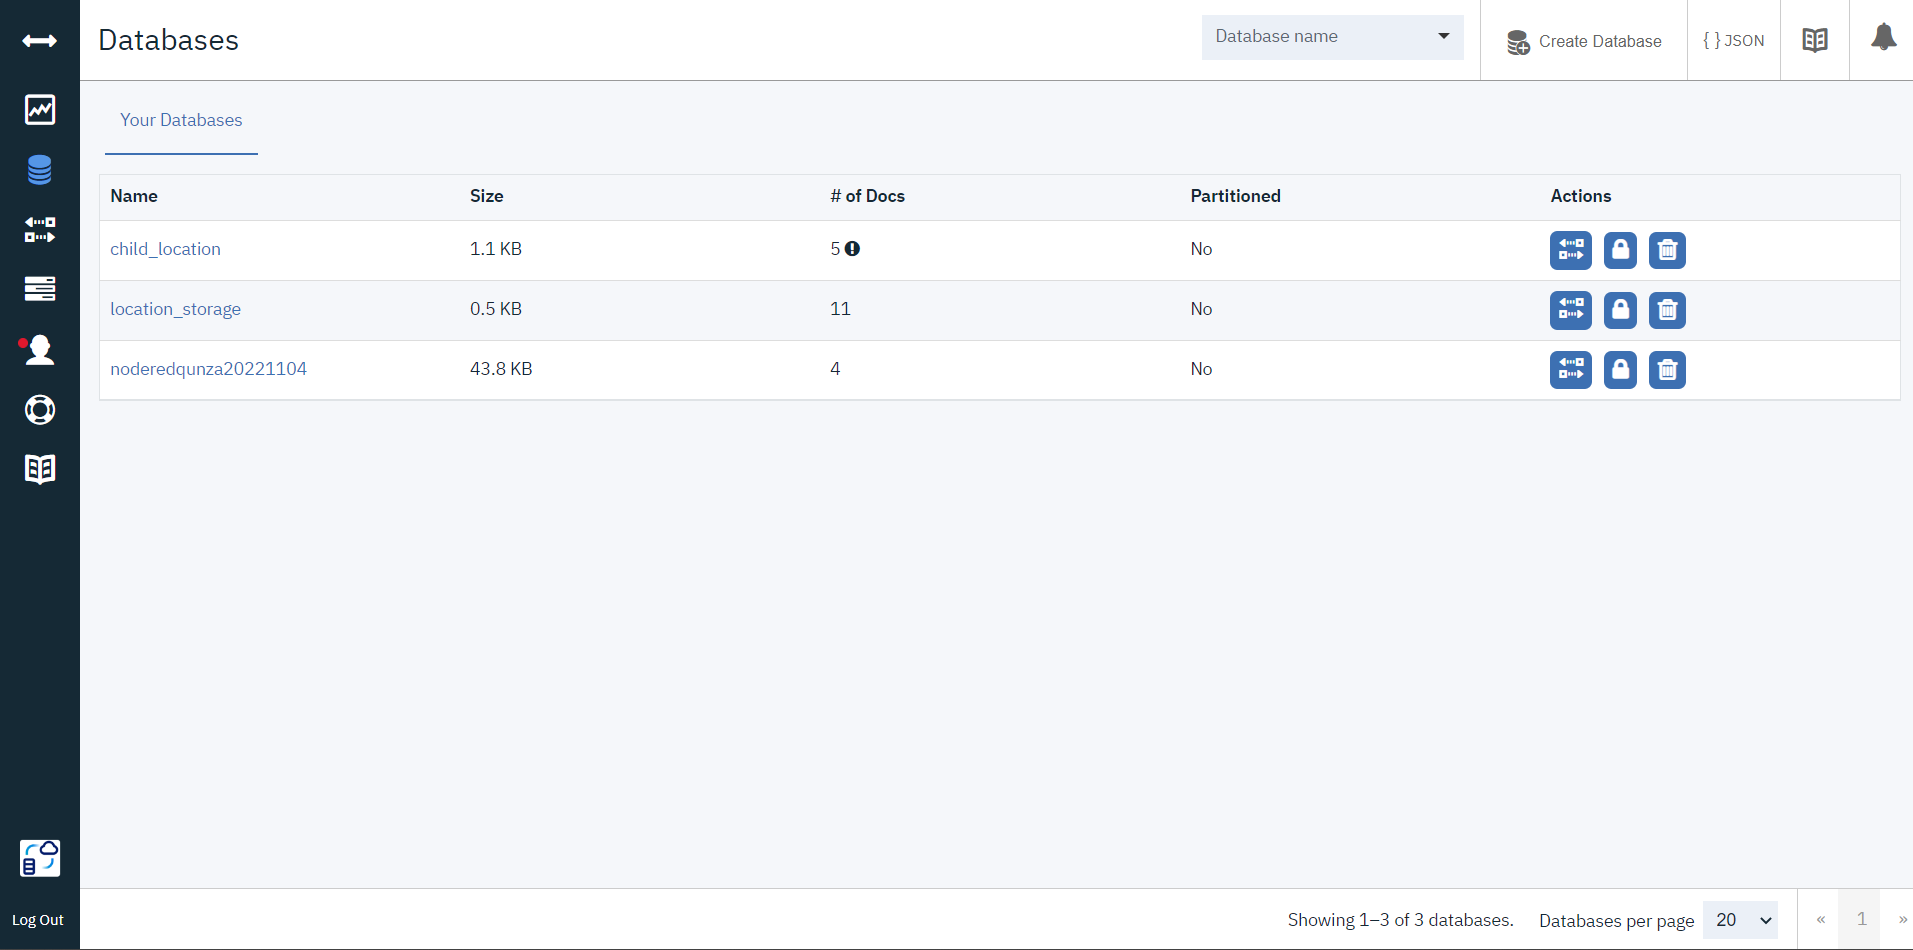 Databases
Database name
Create Database
{ } JSON
Your Databases
Name Size # of Docs Partitioned Actions
child_location 1.1 KB 5 No
location_storage 0.5 KB 11 No
noderedqunza20221104 43.8 KB 4 No
Log Out
Showing 1–3 of 3 databases. Databases per page 20 « 1 »